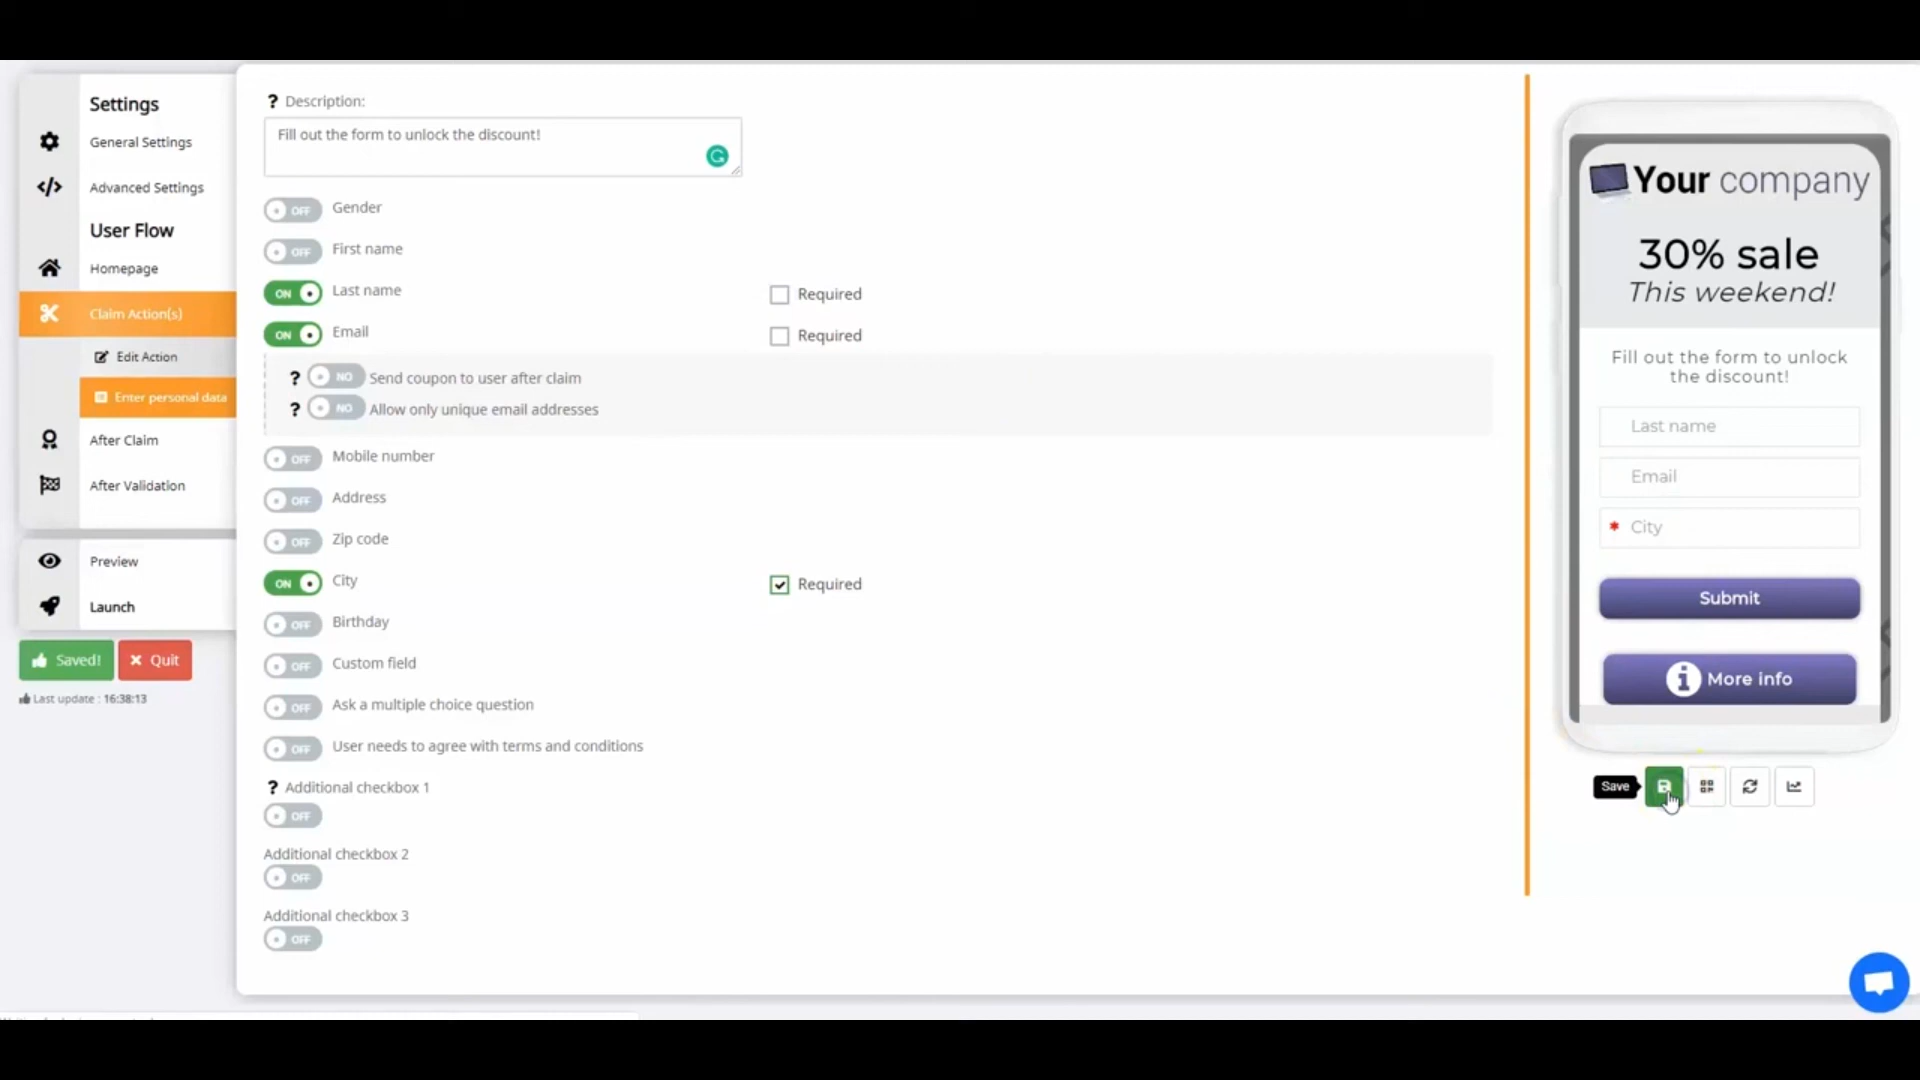 Settings
General Settings
Advanced Settings
User Flow
Homepage
Claim Action(s)
Edit Action
Enter personal data
After Claim
After Validation
Preview
Launch
Saved!
Quit
Last update : 16:38:13
? Description:
Fill out the form to unlock the discount!
OFF Gender
OFF First name
ON Last name Required
ON Email Required
? NO Send coupon to user after claim
? NO Allow only unique email addresses
OFF Mobile number
OFF Address
OFF Zip code
ON City Required
OFF Birthday
OFF Custom field
OFF Ask a multiple choice question
OFF User needs to agree with terms and conditions
? Additional checkbox 1
OFF
Additional checkbox 2
OFF
Additional checkbox 3
OFF
Your company
30% sale
This weekend!
Fill out the form to unlock
the discount!
Last name
Email
* City
Submit
More info
Save